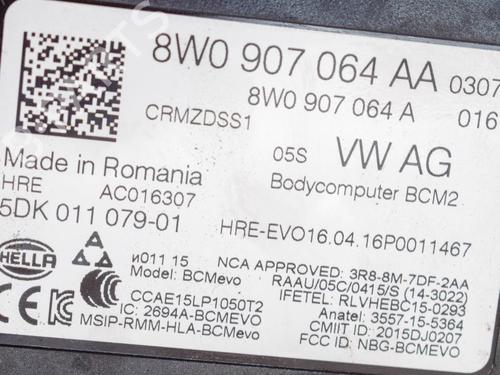 8W0 907 064 AA 0307
8W0 907 064 A 016
CRMZDSS1
05S VW AG
Made in Romania
Bodycomputer BCM2
HRE AC016307
5DK 011 079-01
HRE-EVO16.04.16P0011467
HELLA
и011 15
Model: BCMevo
CCAE15LP1050T2
IC: 2694A-BCMEVO
MSIP-RMM-HLA-BCMevo
NCA APPROVED: 3R8-8M-7DF-2AA
RAAU/05C/0415/S (14-3022)
IFETEL: RLVHEBC15-0293
Anatel: 3557-15-5364
CMIIT ID: 2015DJ0207
FCC ID: NBG-BCMEVO